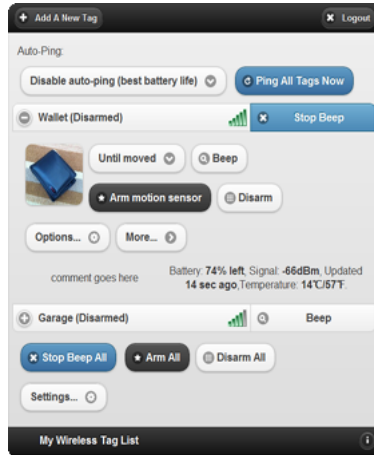 Add A New Tag Logout
Auto-Ping:
Disable auto-ping (best battery life) Ping All Tags Now
Wallet (Disarmed) Stop Beep
Until moved Beep
Arm motion sensor Disarm
Options... More...
comment goes here
Battery: 74% left, Signal: -66dBm, Updated
14 sec ago,Temperature: 14℃/57℉.
Garage (Disarmed) Beep
Stop Beep All Arm All Disarm All
Settings...
My Wireless Tag List